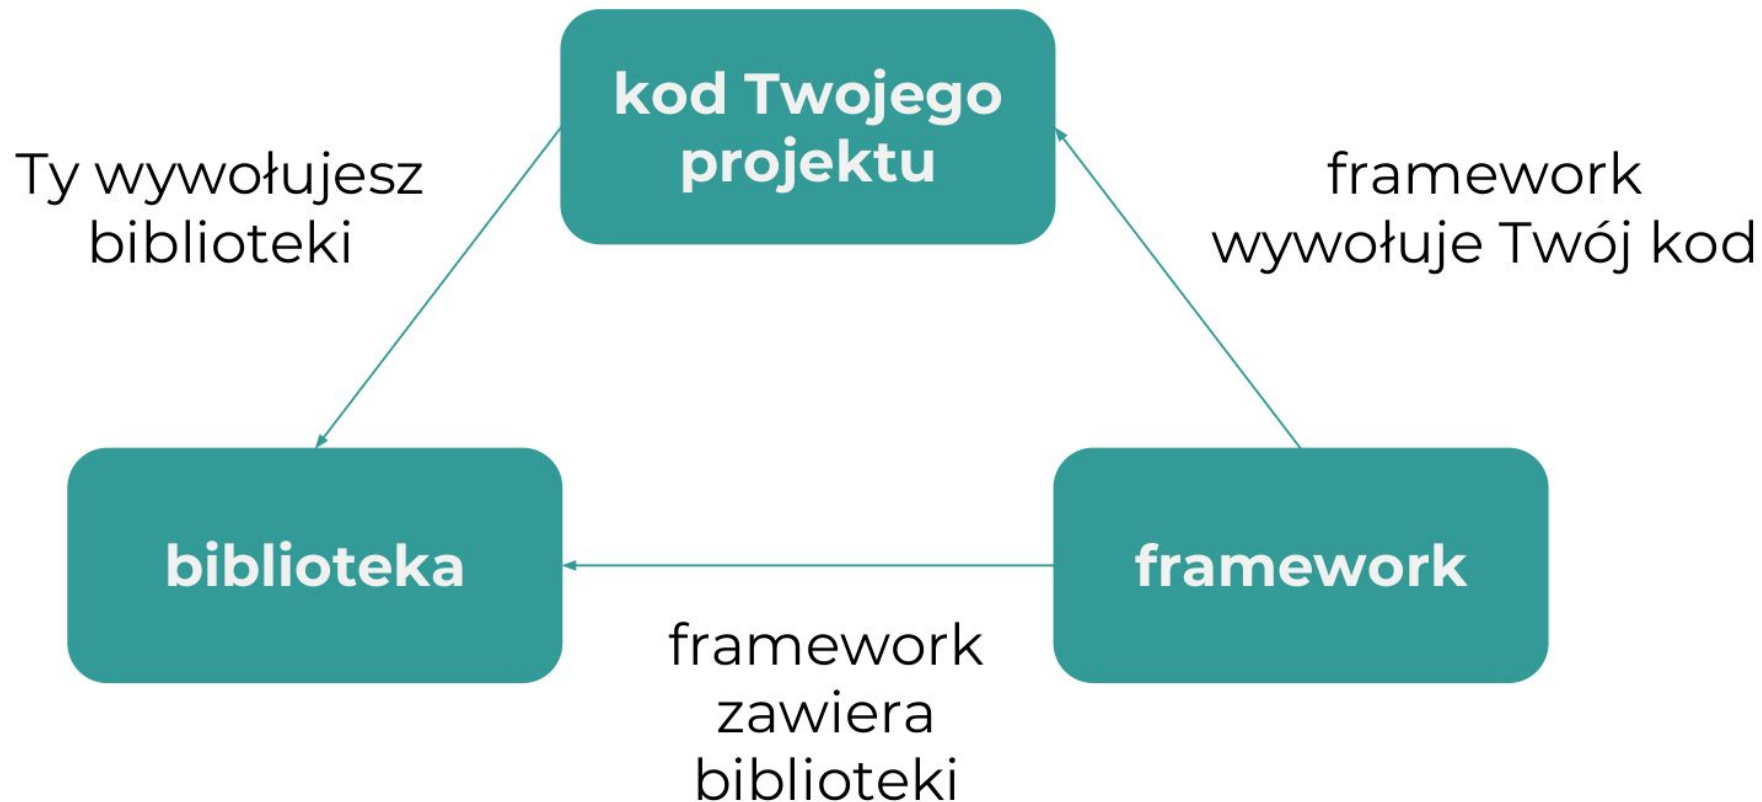 kod Twojego
projektu
Ty wywołujesz
biblioteki
framework
wywołuje Twój kod
biblioteka
framework
framework
zawiera
biblioteki